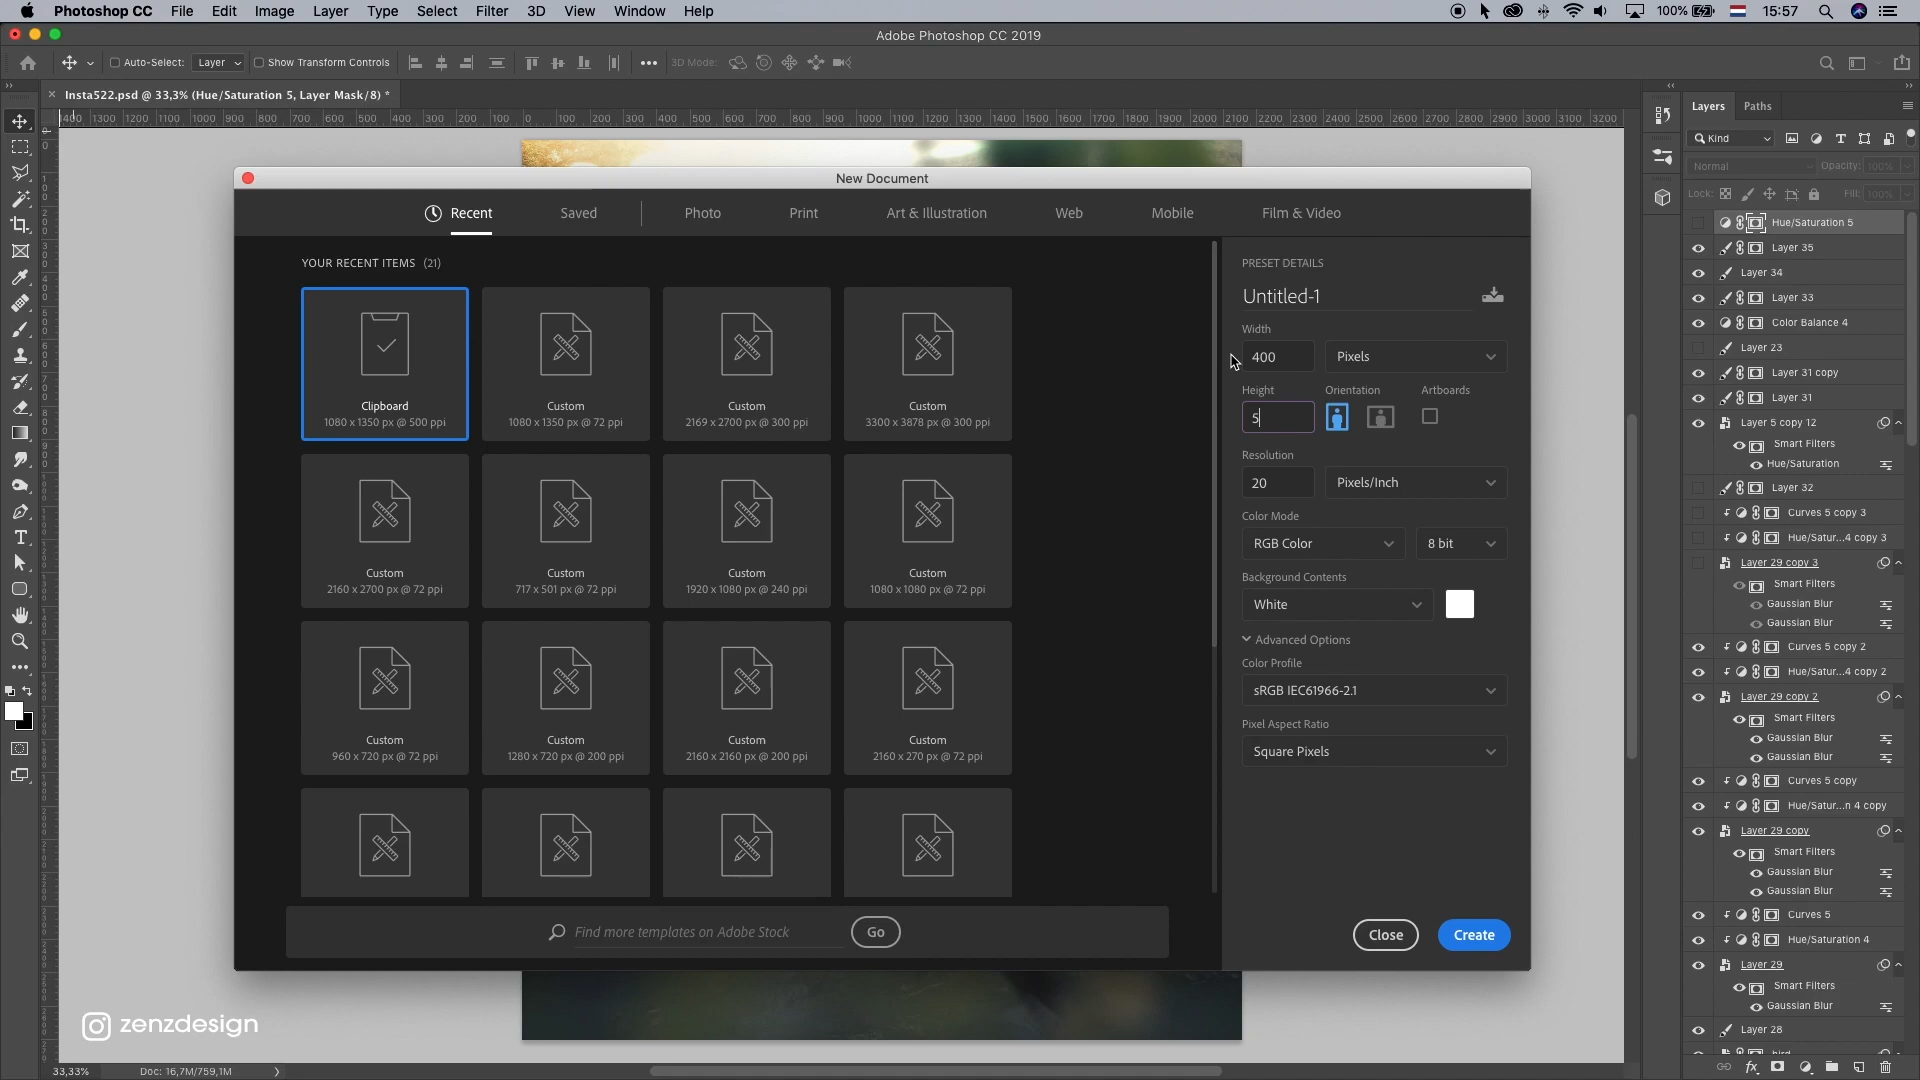 Photoshop CC File Edit Image Layer Type Select Filter 3D View Window Help 100% 15:57
Adobe Photoshop CC 2019
Auto-Select: Layer Show Transform Controls 3D Mode:
Insta522.psd @ 33,3% (Hue/Saturation 5, Layer Mask/8) *
New Document
Recent Saved Photo Print Art & Illustration Web Mobile Film & Video
YOUR RECENT ITEMS (21)
Clipboard
1080 x 1350 px @ 500 ppi
Custom
1080 x 1350 px @ 72 ppi
Custom
2169 x 2700 px @ 300 ppi
Custom
3300 x 3878 px @ 300 ppi
Custom
2160 x 2700 px @ 72 ppi
Custom
717 x 501 px @ 72 ppi
Custom
1920 x 1080 px @ 240 ppi
Custom
1080 x 1080 px @ 72 ppi
Custom
960 x 720 px @ 72 ppi
Custom
1280 x 720 px @ 200 ppi
Custom
2160 x 2160 px @ 200 ppi
Custom
2160 x 270 px @ 72 ppi
Find more templates on Adobe Stock Go
PRESET DETAILS
Untitled-1
Width
400 Pixels
Height Orientation Artboards
5
Resolution
20 Pixels/Inch
Color Mode
RGB Color 8 bit
Background Contents
White
Advanced Options
Color Profile
sRGB IEC61966-2.1
Pixel Aspect Ratio
Square Pixels
Close Create
Layers Paths
Kind
Normal Opacity: 100%
Lock: Fill: 100%
Hue/Saturation 5
Layer 35
Layer 34
Layer 33
Color Balance 4
Layer 23
Layer 31 copy
Layer 31
Layer 5 copy 12
Smart Filters
Hue/Saturation
Layer 32
Curves 5 copy 3
Hue/Satur...4 copy 3
Layer 29 copy 3
Smart Filters
Gaussian Blur
Gaussian Blur
Curves 5 copy 2
Hue/Satur...4 copy 2
Layer 29 copy 2
Smart Filters
Gaussian Blur
Gaussian Blur
Curves 5 copy
Hue/Satur...n 4 copy
Layer 29 copy
Smart Filters
Gaussian Blur
Gaussian Blur
Curves 5
Hue/Saturation 4
Layer 29
Smart Filters
Gaussian Blur
Layer 28
zenzdesign
33,33% Doc: 16,7M/759,1M